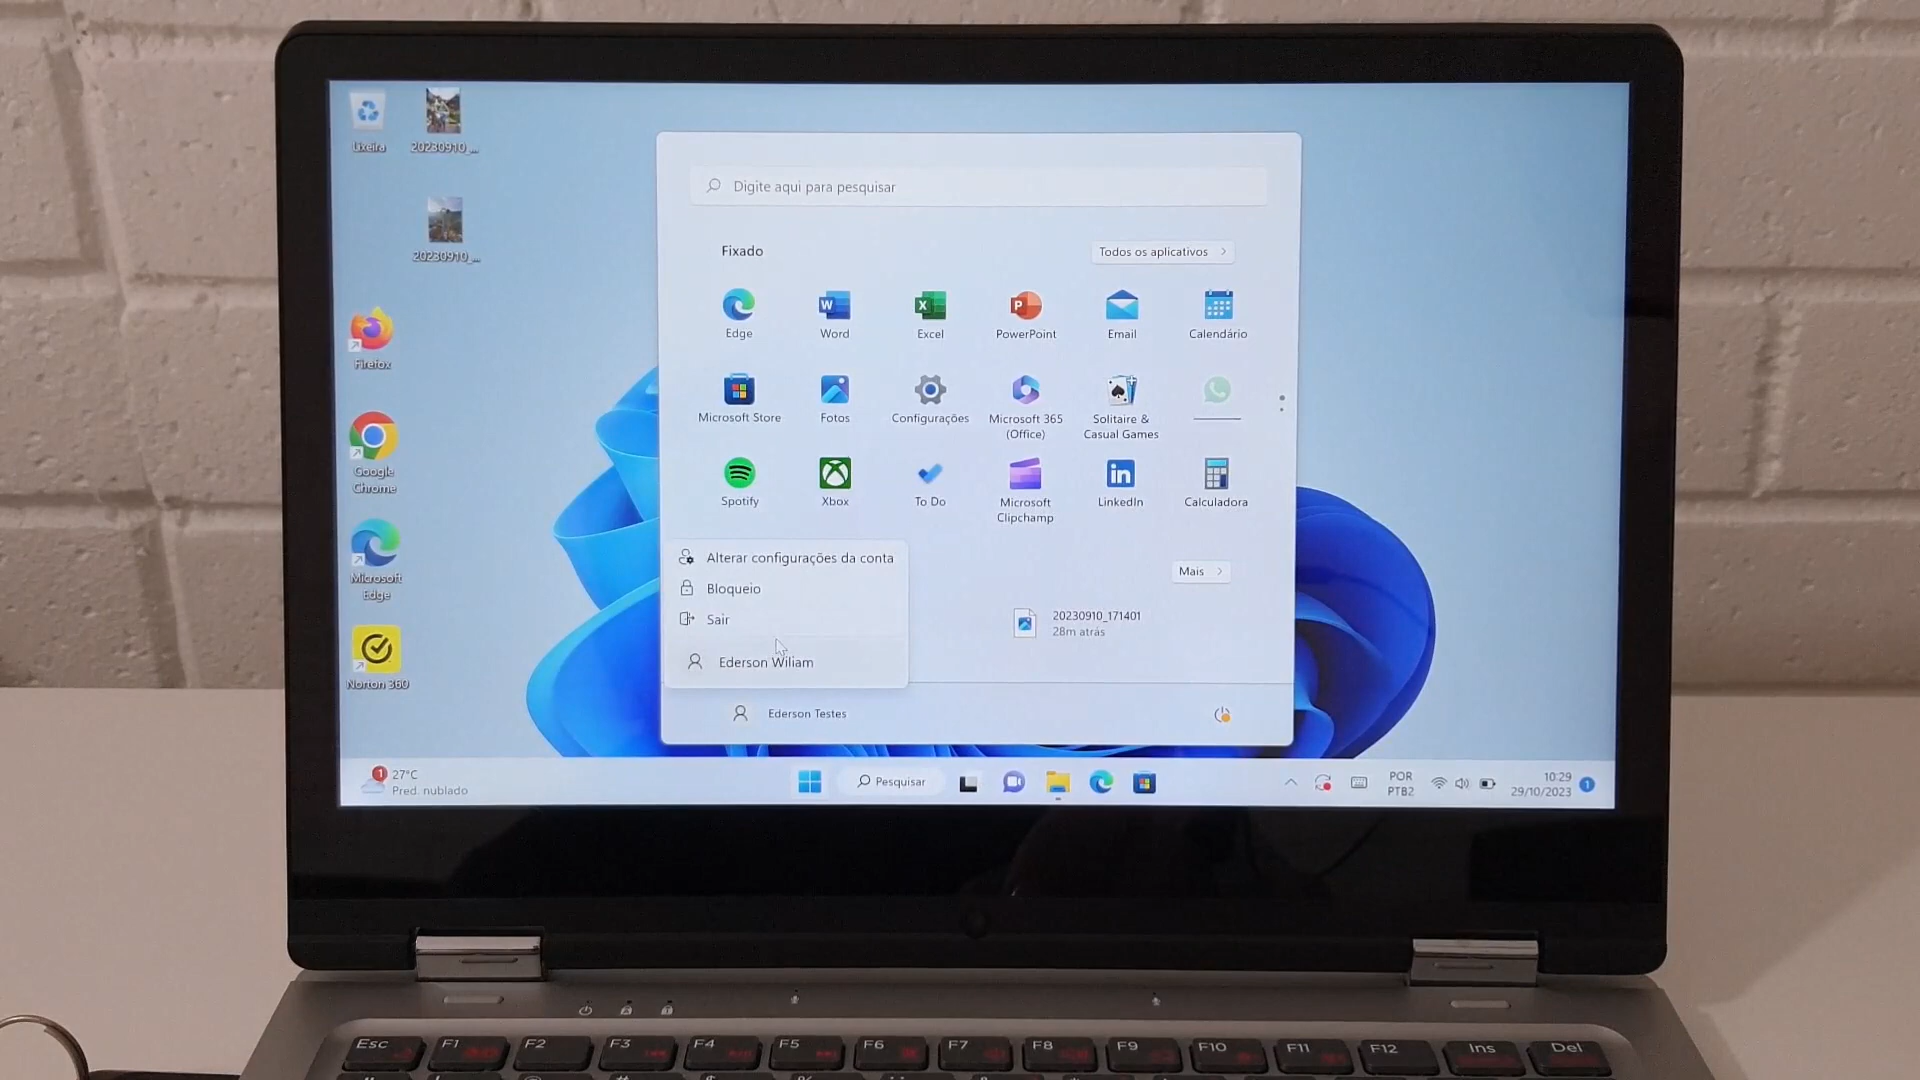 Lixeira
20230910_...
20230910_...
Firefox
Google
Chrome
Microsoft
Edge
Norton 360
Digite aqui para pesquisar
Fixado
Todos os aplicativos
Edge
Word
Excel
PowerPoint
Email
Calendário
Microsoft Store
Fotos
Configurações
Microsoft 365
(Office)
Solitaire &
Casual Games
Spotify
Xbox
To Do
Microsoft
Clipchamp
LinkedIn
Calculadora
Alterar configurações da conta
Bloqueio
Sair
Ederson Wiliam
Mais
20230910_171401
28m atrás
Ederson Testes
1
27°C
Pred. nublado
Pesquisar
POR
PTB2
10:29
29/10/2023
1
Esc
F1
F2
F3
F4
F5
F6
F7
F8
F9
F10
F11
F12
Ins
Del